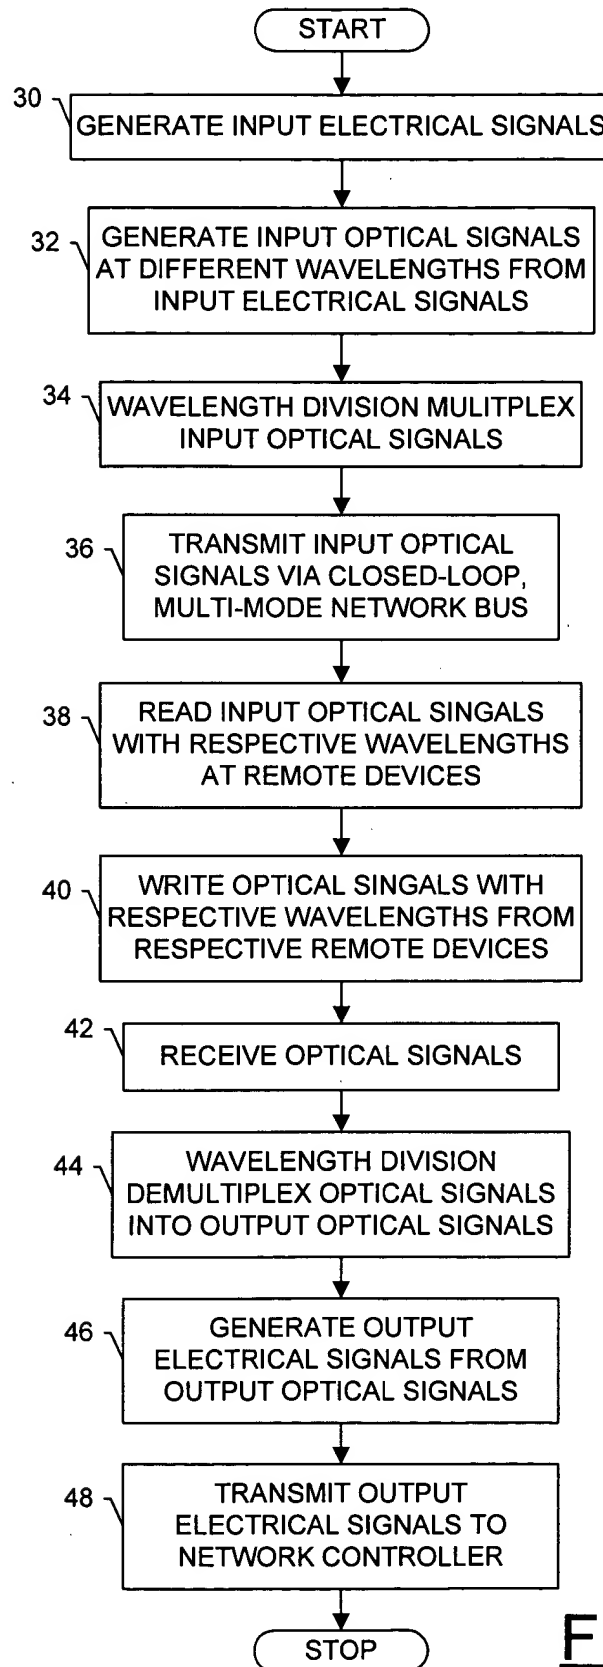 START
30
GENERATE INPUT ELECTRICAL SIGNALS
32
GENERATE INPUT OPTICAL SIGNALS
AT DIFFERENT WAVELENGTHS FROM
INPUT ELECTRICAL SIGNALS
34
WAVELENGTH DIVISION MULITPLEX
INPUT OPTICAL SIGNALS
36
TRANSMIT INPUT OPTICAL
SIGNALS VIA CLOSED-LOOP,
MULTI-MODE NETWORK BUS
38
READ INPUT OPTICAL SINGALS
WITH RESPECTIVE WAVELENGTHS
AT REMOTE DEVICES
40
WRITE OPTICAL SINGALS WITH
RESPECTIVE WAVELENGTHS FROM
RESPECTIVE REMOTE DEVICES
42
RECEIVE OPTICAL SIGNALS
44
WAVELENGTH DIVISION
DEMULTIPLEX OPTICAL SIGNALS
INTO OUTPUT OPTICAL SIGNALS
46
GENERATE OUTPUT
ELECTRICAL SIGNALS FROM
OUTPUT OPTICAL SIGNALS
48
TRANSMIT OUTPUT
ELECTRICAL SIGNALS TO
NETWORK CONTROLLER
STOP
F